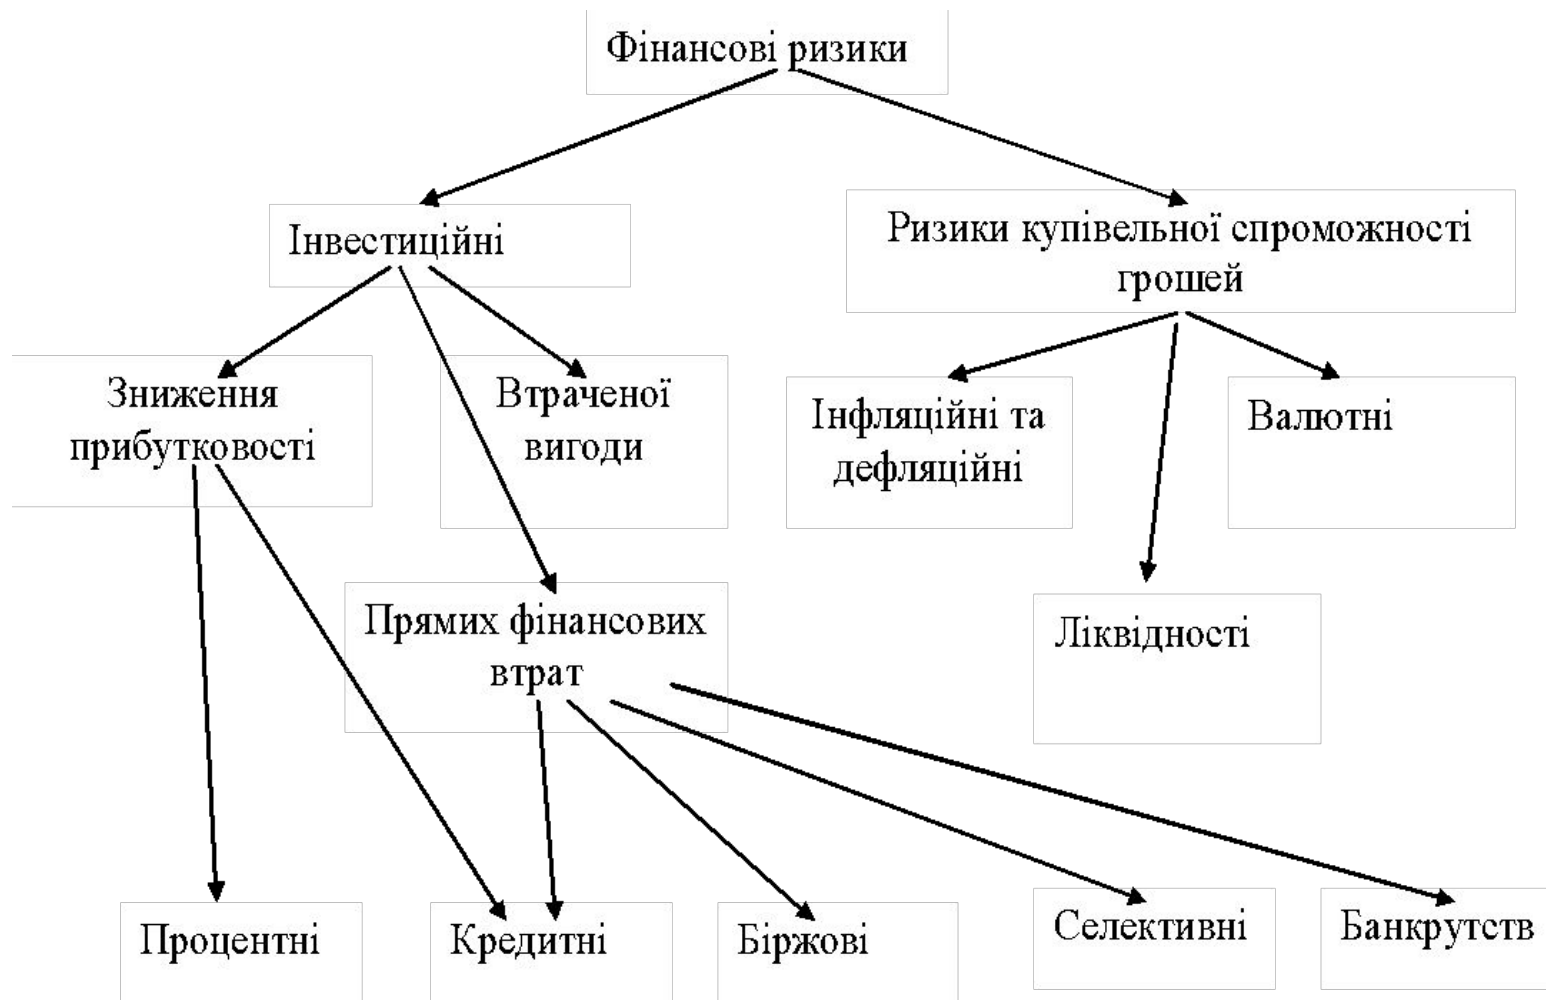 Фінансові ризики
Інвестиційні
Ризики купівельної спроможності
грошей
Зниження
прибутковості
Втраченої
вигоди
Інфляційні та
дефляційні
Валютні
Прямих фінансових
втрат
Ліквідності
Процентні
Кредитні
Біржові
Селективні
Банкрутств